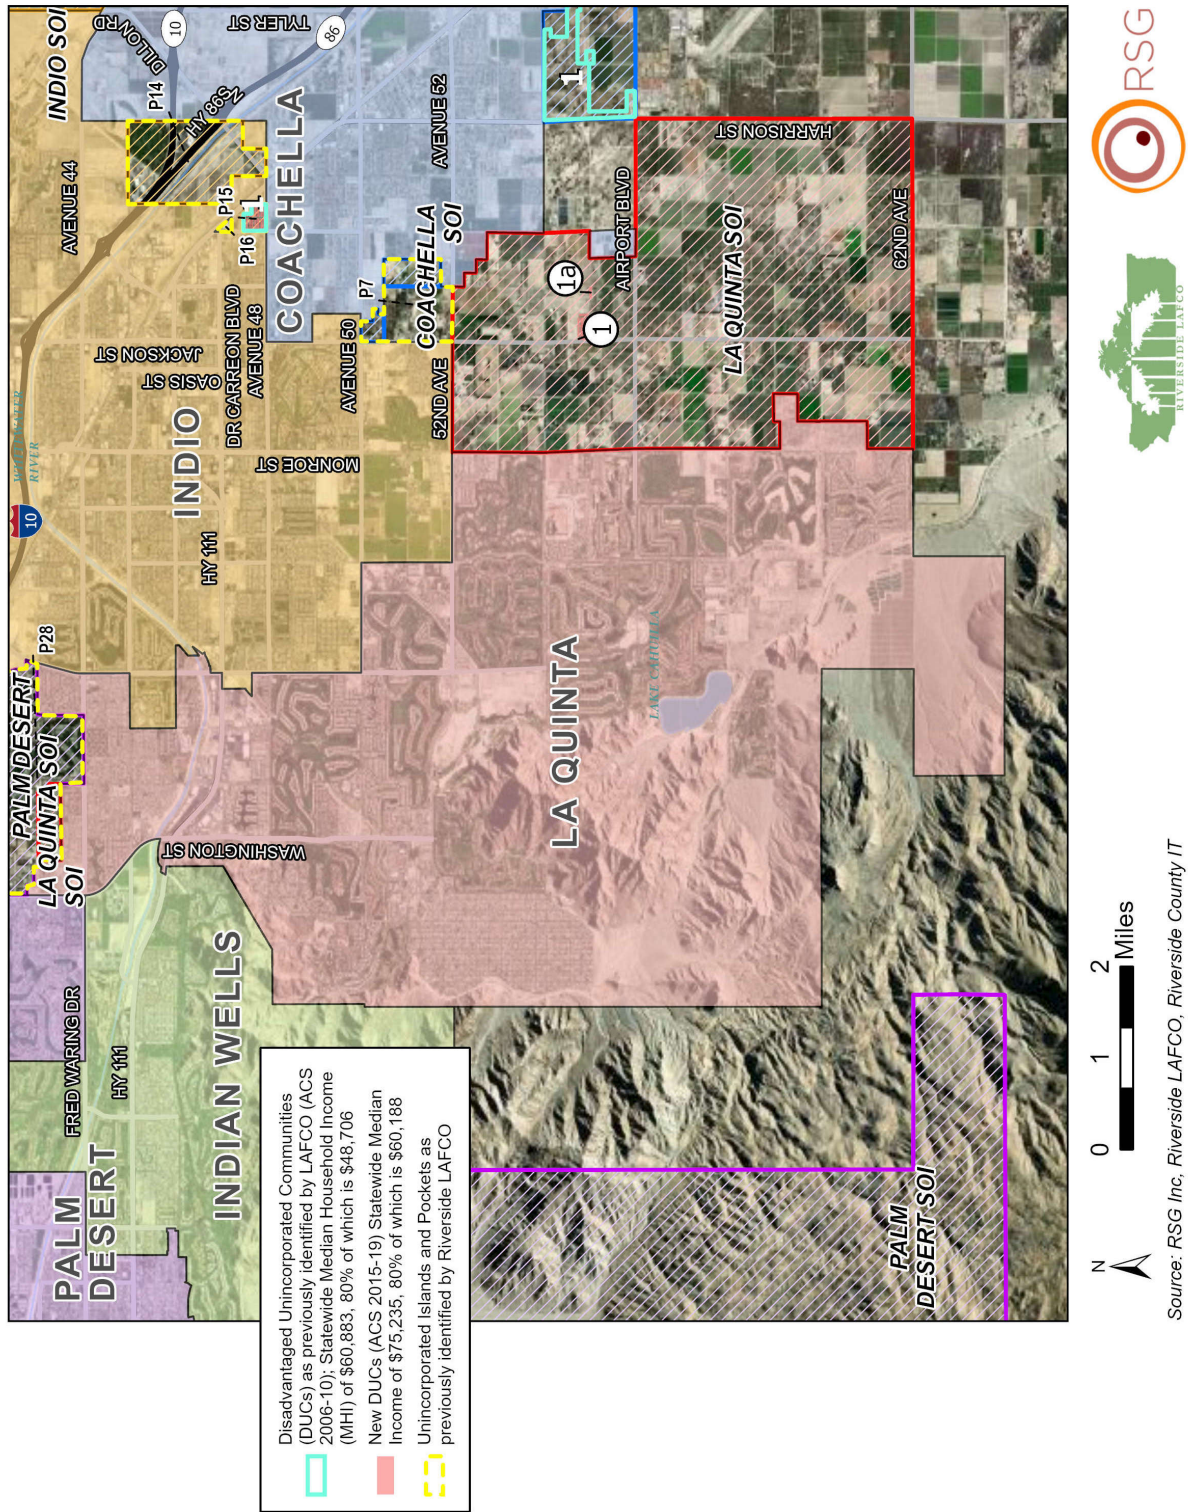 INDIO SOI
DILLON RD
10
TYLER ST
86
P14
HY 86S
N
AVENUE 44
P15
P16
1
COACHELLA
DR CARREON BLVD
AVENUE 48
JACKSON ST
OASIS ST
INDIO
MONROE ST
HY 111
10
RIVER
P28
PALM DESERT
LA QUINTA SOI
SOI
WASHINGTON ST
FRED WARING DR
HY 111
INDIAN WELLS
PALM
DESERT
AVENUE 50
P7
AVENUE 52
COACHELLA
SOI
52ND AVE
1
1a
1
AIRPORT BLVD
HARRISON ST
LA QUINTA SOI
62ND AVE
LA QUINTA
LAKE CAHUILLA
PALM
DESERT SOI
Disadvantaged Unincorporated Communities
(DUCs) as previously identified by LAFCO (ACS
2006-10); Statewide Median Household Income
(MHI) of $60,883, 80% of which is $48,706
New DUCs (ACS 2015-19) Statewide Median
Income of $75,235, 80% of which is $60,188
Unincorporated Islands and Pockets as
previously identified by Riverside LAFCO
N
0 1 2
Miles
Source: RSG Inc, Riverside LAFCO, Riverside County IT
RIVERSIDE LAFCO
RSG